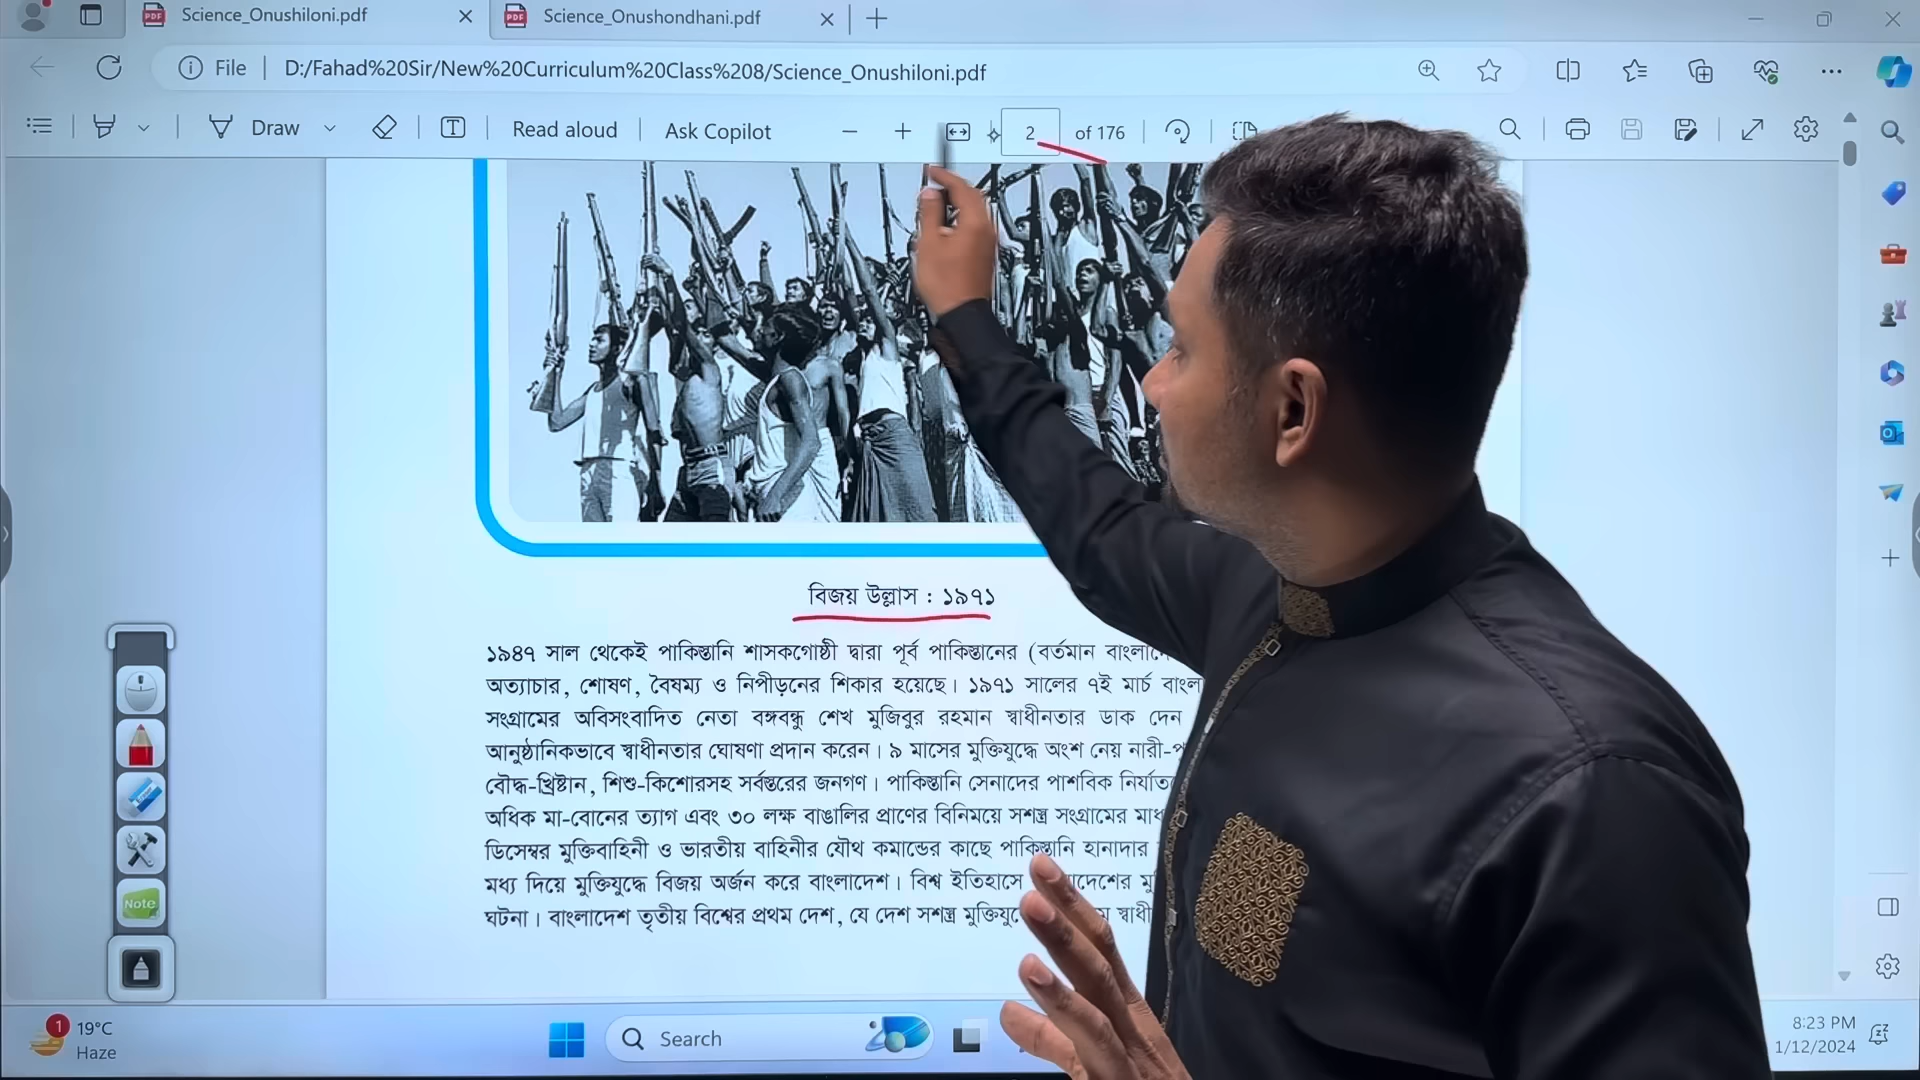 Science_Onushiloni.pdf
Science_Onushondhani.pdf
File
D:/Fahad%20Sir/New%20Curriculum%20Class%208/Science_Onushiloni.pdf
Draw
Read aloud
Ask Copilot
2 of 176
বিজয় উল্লাস : ১৯৭১
১৯৪৭ সাল থেকেই পাকিস্তানি শাসকগোষ্ঠী দ্বারা পূর্ব পাকিস্তানের (বর্তমান
অত্যাচার, শোষণ, বৈষম্য ও নিপীড়নের শিকার হয়েছে। ১৯৭১ সালের ৭ই মার্চ
সংগ্রামের অবিসংবাদিত নেতা বঙ্গবন্ধু শেখ মুজিবুর রহমান স্বাধীনতার ডাক দেন
আনুষ্ঠানিকভাবে স্বাধীনতার ঘোষণা প্রদান করেন। ৯ মাসের মুক্তিযুদ্ধে অংশ নেয়
বৌদ্ধ-খ্রিষ্টান, শিশু-কিশোরসহ সর্বস্তরের জনগণ। পাকিস্তানি সেনাদের পাশবিক
অধিক মা-বোনের ত্যাগ এবং ৩০ লক্ষ বাঙালির প্রাণের বিনিময়ে সশস্ত্র সংগ্রামের
ডিসেম্বর মুক্তিবাহিনী ও ভারতীয় বাহিনীর যৌথ কমান্ডের কাছে পাকিস্তানি হানাদার
মধ্য দিয়ে মুক্তিযুদ্ধে বিজয় অর্জন করে বাংলাদেশ। বিশ্ব ইতিহাসে
ঘটনা। বাংলাদেশ তৃতীয় বিশ্বের প্রথম দেশ, যে দেশ সশস্ত্র
Eraser
Note
1
19°C
Haze
Search
8:23 PM
1/12/2024